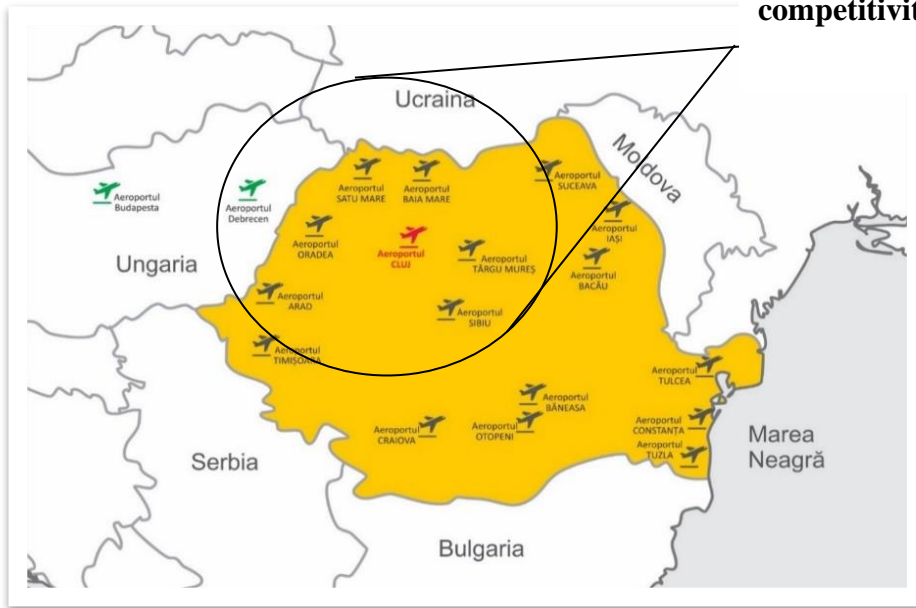 competitivit
Ucraina
Moldova
Aeroportul
SUCEAVA
Aeroportul
SATU MARE
Aeroportul
BAIA MARE
Aeroportul
Budapesta
Aeroportul
Debrecen
Aeroportul
IAȘI
Aeroportul
ORADEA
Aeroportul
CLUJ
Aeroportul
TÂRGU MUREȘ
Aeroportul
BACĂU
Ungaria
Aeroportul
ARAD
Aeroportul
SIBIU
Aeroportul
TIMIȘOARA
Aeroportul
TULCEA
Aeroportul
BĂNEASA
Aeroportul
CRAIOVA
Aeroportul
OTOPENI
Aeroportul
CONSTANȚA
Aeroportul
TUZLA
Marea
Neagră
Serbia
Bulgaria